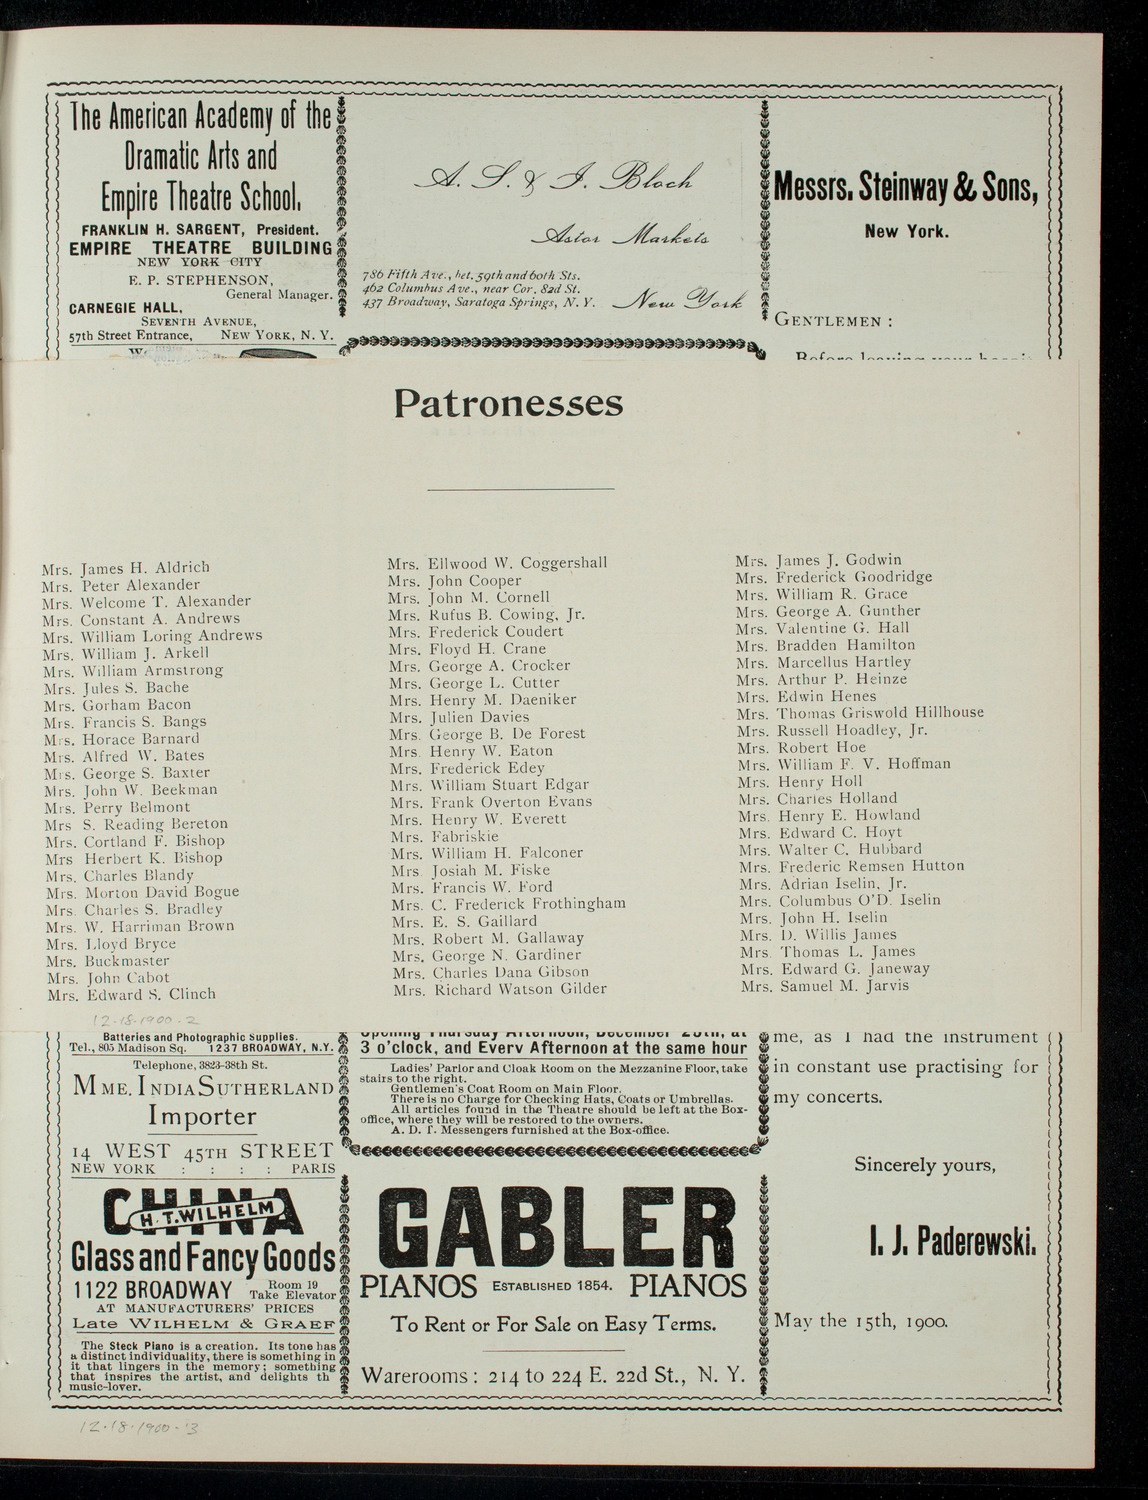 The American Academy of the
Dramatic Arts and
Empire Theatre School,
FRANKLIN H. SARGENT, President.
EMPIRE THEATRE BUILDING
NEW YORK CITY
E. P. STEPHENSON,
General Manager.
CARNEGIE HALL,
SEVENTH AVENUE,
57th Street Entrance, NEW YORK, N. Y.
A. S. & I. Bloch
Astor Markets
786 Fifth Ave., bet. 59th and 60th Sts.
462 Columbus Ave., near Cor. 82d St.
437 Broadway, Saratoga Springs, N. Y.
New York
Messrs. Steinway & Sons,
New York.
GENTLEMEN :
Before leaving your
Patronesses
Mrs. James H. Aldrich
Mrs. Peter Alexander
Mrs. Welcome T. Alexander
Mrs. Constant A. Andrews
Mrs. William Loring Andrews
Mrs. William J. Arkell
Mrs. William Armstrong
Mrs. Jules S. Bache
Mrs. Gorham Bacon
Mrs. Francis S. Bangs
Mrs. Horace Barnard
Mrs. Alfred W. Bates
Mrs. George S. Baxter
Mrs. John W. Beekman
Mrs. Perry Belmont
Mrs S. Reading Bereton
Mrs. Cortland F. Bishop
Mrs Herbert K. Bishop
Mrs. Charles Blandy
Mrs. Morton David Bogue
Mrs. Charles S. Bradley
Mrs. W. Harriman Brown
Mrs. Lloyd Bryce
Mrs. Buckmaster
Mrs. John Cabot
Mrs. Edward S. Clinch
Mrs. Ellwood W. Coggershall
Mrs. John Cooper
Mrs. John M. Cornell
Mrs. Rufus B. Cowing, Jr.
Mrs. Frederick Coudert
Mrs. Floyd H. Crane
Mrs. George A. Crocker
Mrs. George L. Cutter
Mrs. Henry M. Daeniker
Mrs. Julien Davies
Mrs. George B. De Forest
Mrs. Henry W. Eaton
Mrs. Frederick Edey
Mrs. William Stuart Edgar
Mrs. Frank Overton Evans
Mrs. Henry W. Everett
Mrs. Fabriskie
Mrs. William H. Falconer
Mrs. Josiah M. Fiske
Mrs. Francis W. Ford
Mrs. C. Frederick Frothingham
Mrs. E. S. Gaillard
Mrs. Robert M. Gallaway
Mrs. George N. Gardiner
Mrs. Charles Dana Gibson
Mrs. Richard Watson Gilder
Mrs. James J. Godwin
Mrs. Frederick Goodridge
Mrs. William R. Grace
Mrs. George A. Gunther
Mrs. Valentine G. Hall
Mrs. Bradden Hamilton
Mrs. Marcellus Hartley
Mrs. Arthur P. Heinze
Mrs. Edwin Henes
Mrs. Thomas Griswold Hillhouse
Mrs. Russell Hoadley, Jr.
Mrs. Robert Hoe
Mrs. William F. V. Hoffman
Mrs. Henry Holl
Mrs. Charles Holland
Mrs. Henry E. Howland
Mrs. Edward C. Hoyt
Mrs. Walter C. Hubbard
Mrs. Frederic Remsen Hutton
Mrs. Adrian Iselin, Jr.
Mrs. Columbus O'D. Iselin
Mrs. John H. Iselin
Mrs. D. Willis James
Mrs. Thomas L. James
Mrs. Edward G. Janeway
Mrs. Samuel M. Jarvis
12-18-1900-2
Batteries and Photographic Supplies.
Tel., 805 Madison Sq. 1237 BROADWAY, N.Y.
Telephone, 3823-38th St.
MME. INDIA SUTHERLAND
Importer
14 WEST 45TH STREET
NEW YORK : : : : PARIS
CHINA
H. T. WILHELM
Glass and Fancy Goods
1122 BROADWAY Room 19
Take Elevator
AT MANUFACTURERS' PRICES
Late WILHELM & GRAEF
The Steck Piano is a creation. Its tone has
a distinct individuality, there is something in
it that lingers in the memory; something
that inspires the artist, and delights th
music-lover.
Opening Thursday Afternoon, December 20th, at
3 o'clock, and Every Afternoon at the same hour
Ladies' Parlor and Cloak Room on the Mezzanine Floor, take
stairs to the right.
Gentlemen's Coat Room on Main Floor.
There is no Charge for Checking Hats, Coats or Umbrellas.
All articles found in the Theatre should be left at the Box-
office, where they will be restored to the owners.
A. D. T. Messengers furnished at the Box-office.
GABLER
PIANOS ESTABLISHED 1854. PIANOS
To Rent or For Sale on Easy Terms.
Warerooms : 214 to 224 E. 22d St., N. Y.
me, as I had the instrument
in constant use practising for
my concerts.
Sincerely yours,
I. J. Paderewski.
May the 15th, 1900.
12-18-1900-3